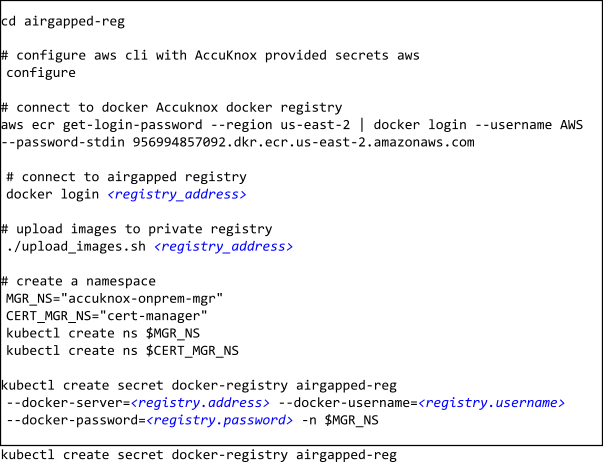 cd airgapped-reg
# configure aws cli with AccuKnox provided secrets aws
configure
# connect to docker Accuknox docker registry
aws ecr get-login-password --region us-east-2 | docker login --username AWS
--password-stdin 956994857092.dkr.ecr.us-east-2.amazonaws.com
# connect to airgapped registry
docker login <registry_address>
# upload images to private registry
./upload_images.sh <registry_address>
# create a namespace
MGR_NS="accuknox-onprem-mgr"
CERT_MGR_NS="cert-manager"
kubectl create ns $MGR_NS
kubectl create ns $CERT_MGR_NS
kubectl create secret docker-registry airgapped-reg
--docker-server=<registry.address> --docker-username=<registry.username>
--docker-password=<registry.password> -n $MGR_NS
kubectl create secret docker-registry airgapped-reg